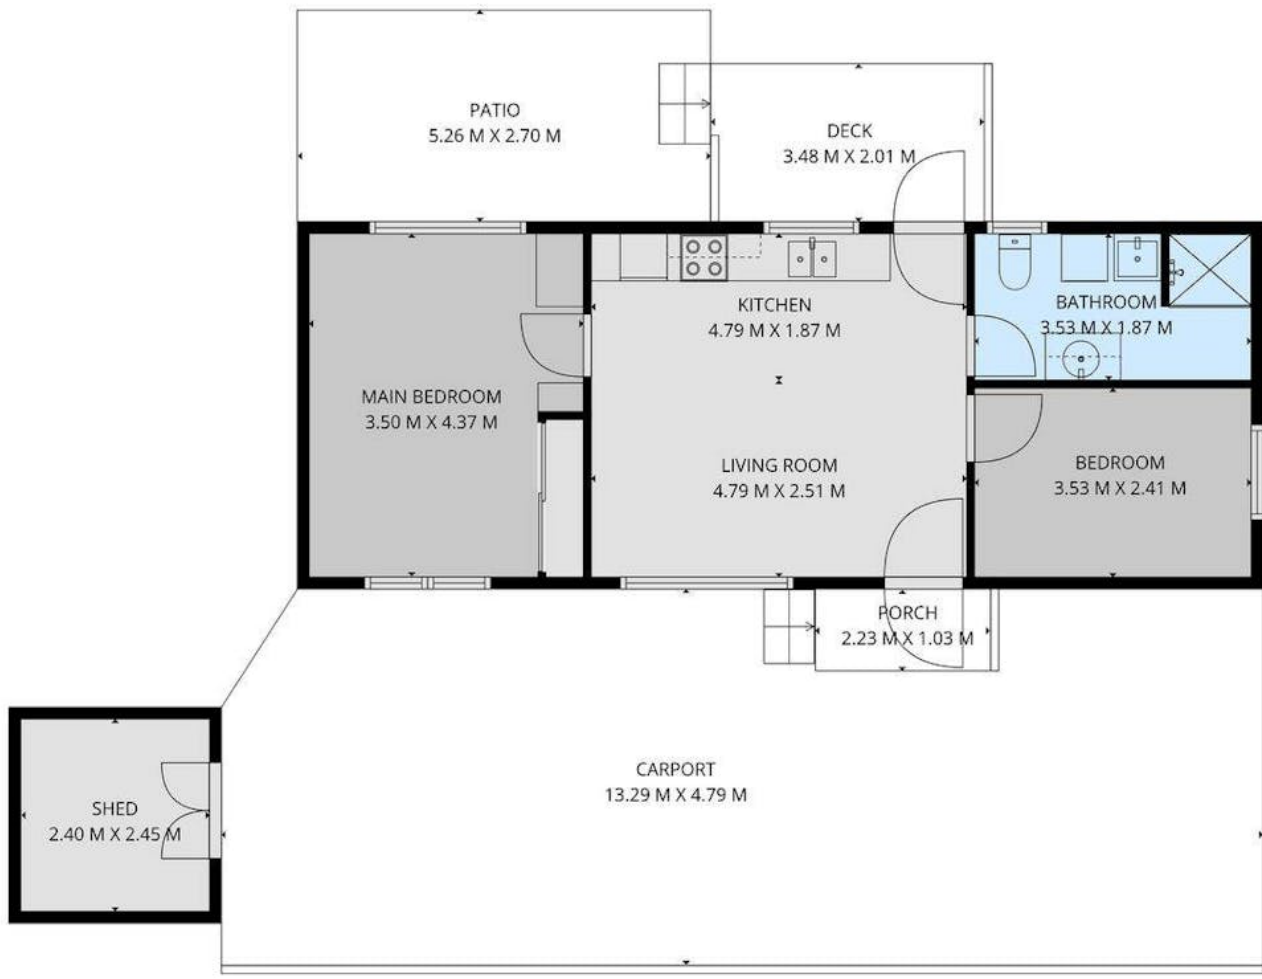 PATIO
5.26 M X 2.70 M
DECK
3.48 M X 2.01 M
KITCHEN
4.79 M X 1.87 M
BATHROOM
3.53 M X 1.87 M
MAIN BEDROOM
3.50 M X 4.37 M
LIVING ROOM
4.79 M X 2.51 M
BEDROOM
3.53 M X 2.41 M
PORCH
2.23 M X 1.03 M
CARPORT
13.29 M X 4.79 M
SHED
2.40 M X 2.45 M